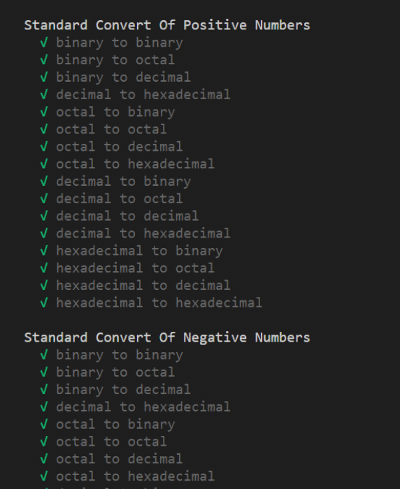 Standard Convert Of Positive Numbers
√ binary to binary
√ binary to octal
√ binary to decimal
√ decimal to hexadecimal
√ octal to binary
√ octal to octal
√ octal to decimal
√ octal to hexadecimal
√ decimal to binary
√ decimal to octal
√ decimal to decimal
√ decimal to hexadecimal
√ hexadecimal to binary
√ hexadecimal to octal
√ hexadecimal to decimal
√ hexadecimal to hexadecimal
Standard Convert Of Negative Numbers
√ binary to binary
√ binary to octal
√ binary to decimal
√ decimal to hexadecimal
√ octal to binary
√ octal to octal
√ octal to decimal
√ octal to hexadecimal